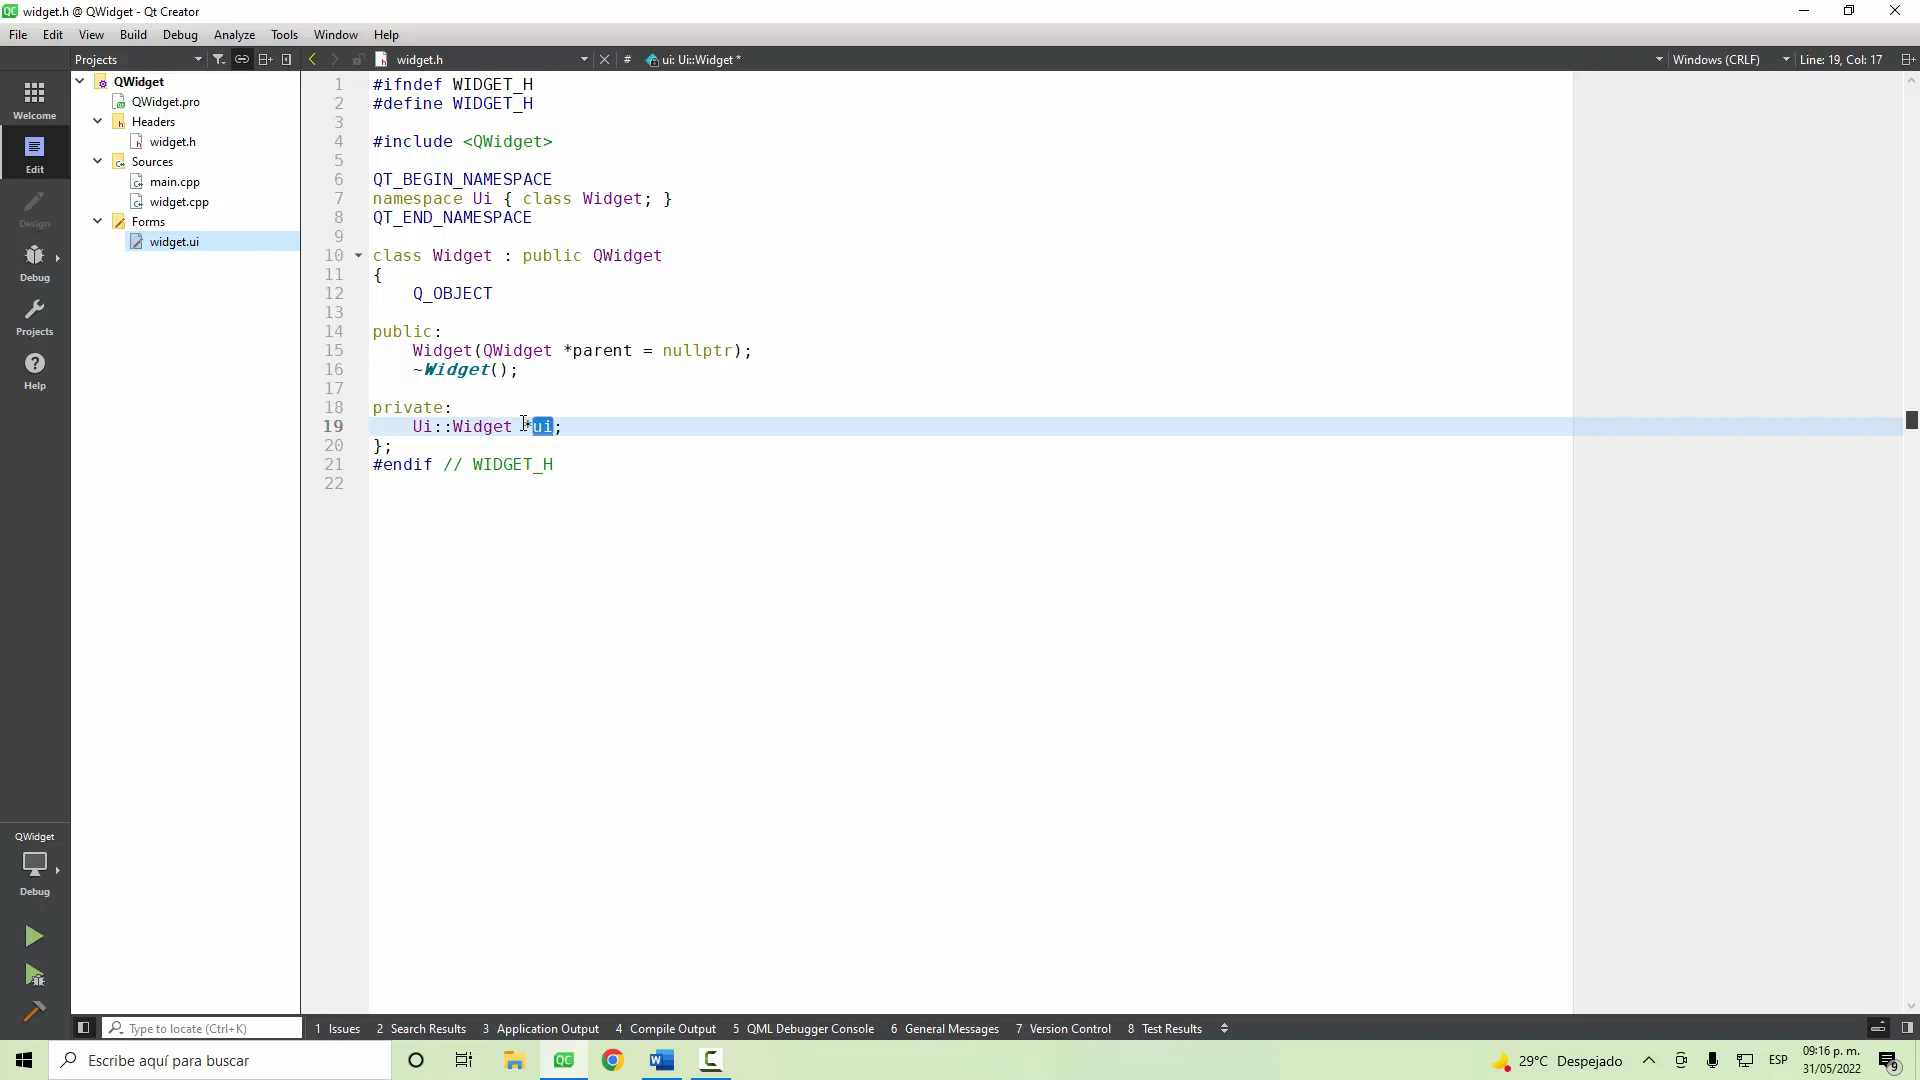 widget.h @ QWidget - Qt Creator
File Edit View Build Debug Analyze Tools Window Help
Projects widget.h # ui: Ui::Widget * Windows (CRLF) Line: 19, Col: 17
Welcome
Edit
Design
Debug
Projects
Help
QWidget
QWidget.pro
Headers
widget.h
Sources
main.cpp
widget.cpp
Forms
widget.ui
1 #ifndef WIDGET_H
2 #define WIDGET_H
3
4 #include <QWidget>
5
6 QT_BEGIN_NAMESPACE
7 namespace Ui { class Widget; }
8 QT_END_NAMESPACE
9
10 class Widget : public QWidget
11 {
12 Q_OBJECT
13
14 public:
15 Widget(QWidget *parent = nullptr);
16 ~Widget();
17
18 private:
19 Ui::Widget *ui;
20 };
21 #endif // WIDGET_H
22
QWidget
Debug
Type to locate (Ctrl+K) 1 Issues 2 Search Results 3 Application Output 4 Compile Output 5 QML Debugger Console 6 General Messages 7 Version Control 8 Test Results
Escribe aquí para buscar 29°C Despejado ESP 09:16 p. m.
31/05/2022 9